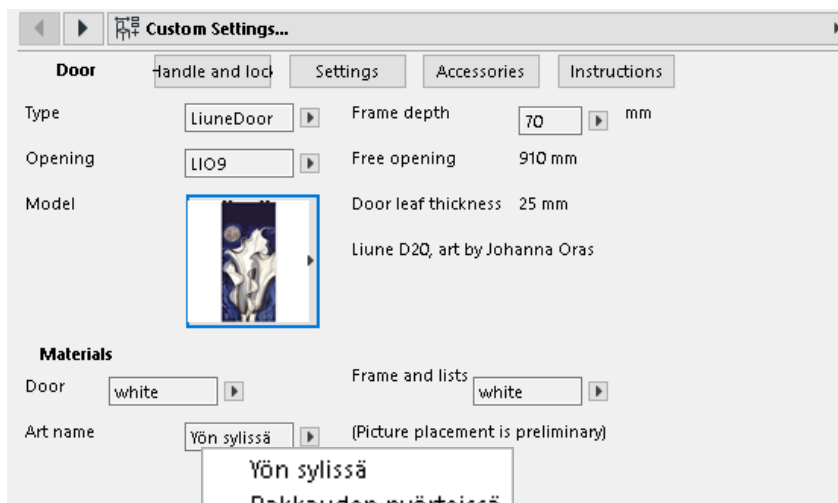 Custom Settings...
Door
Handle and lock
Settings
Accessories
Instructions
Type
LiuneDoor
Frame depth
70
mm
Opening
LIO9
Free opening
910 mm
Model
Door leaf thickness
25 mm
Liune D20, art by Johanna Oras
Materials
Door
white
Frame and lists
white
Art name
Yön sylissä
(Picture placement is preliminary)
Yön sylissä
Rakkauden pyörteissä